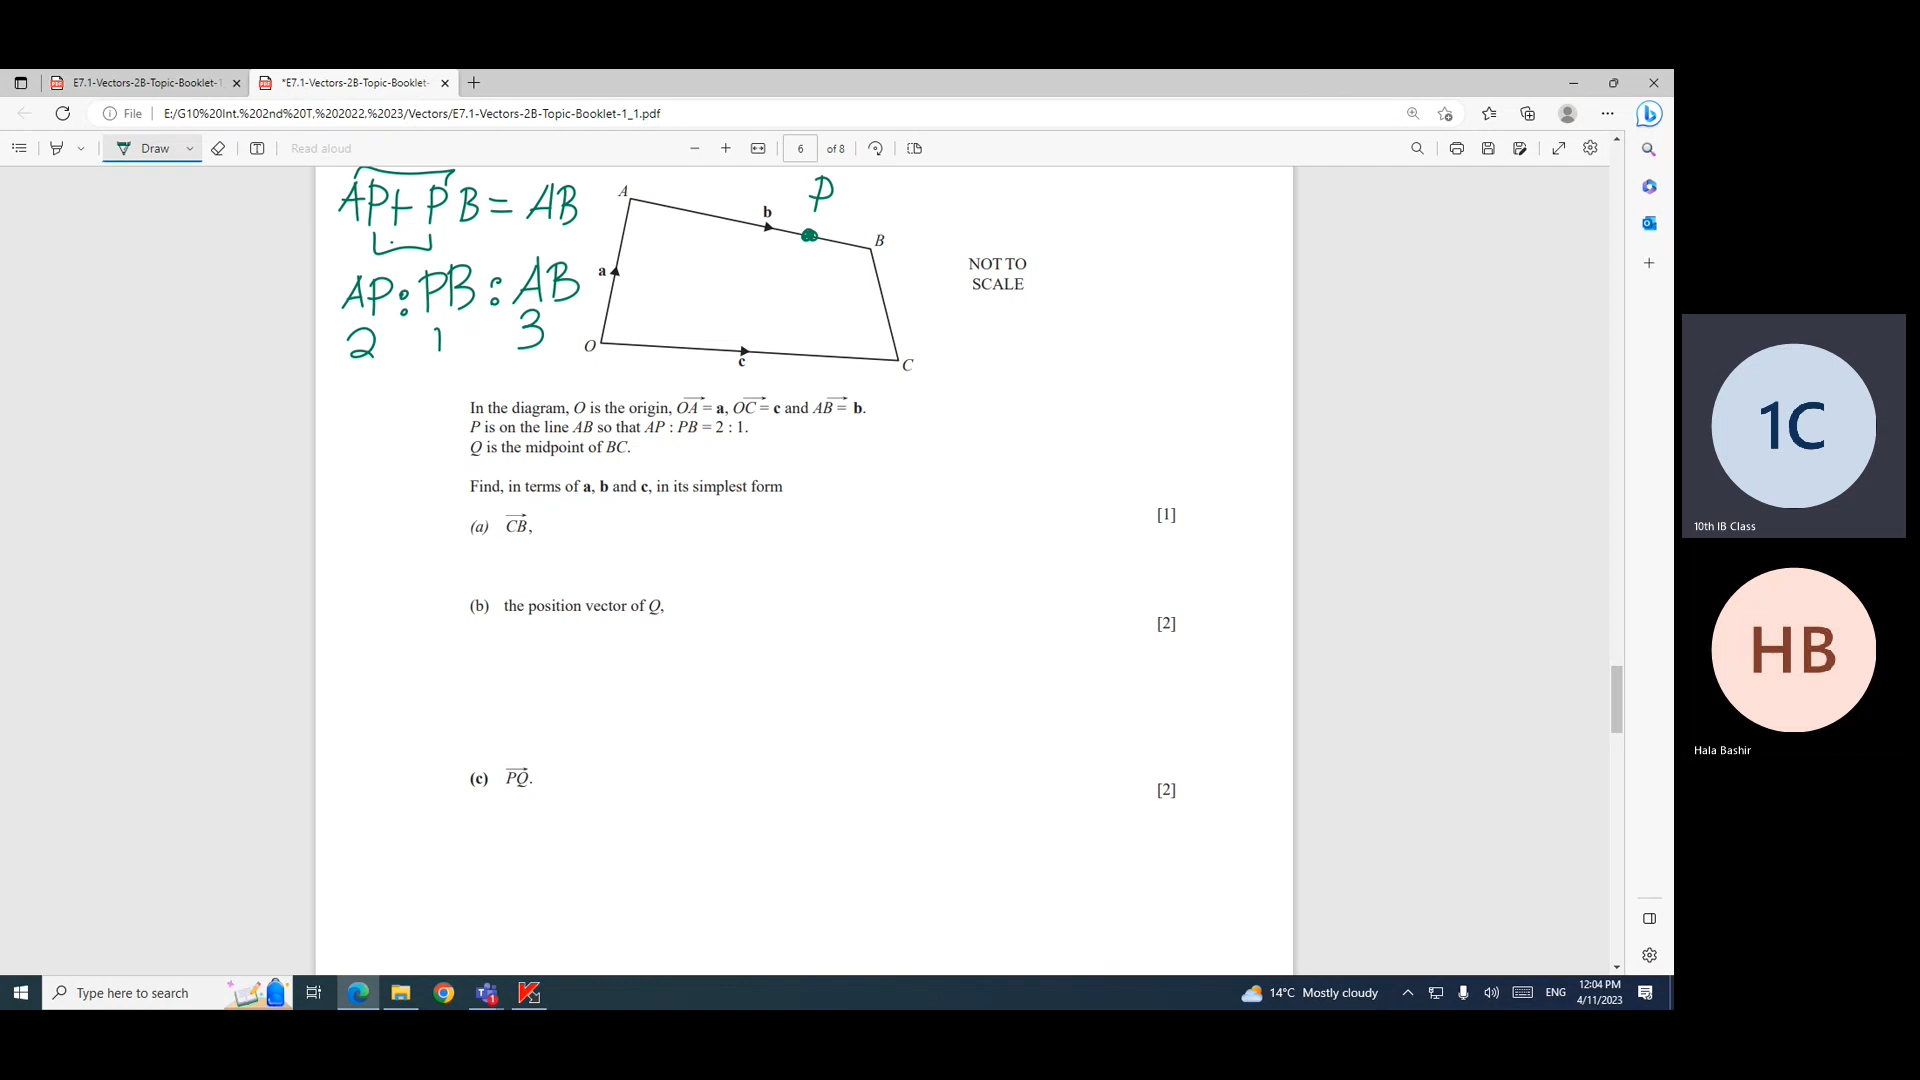 E7.1-Vectors-2B-Topic-Booklet-1
*E7.1-Vectors-2B-Topic-Booklet-
File
E:/G10%20Int.%202nd%20T,%202022,%2023/Vectors/E7.1-Vectors-2B-Topic-Booklet-1_1.pdf
Draw
Read aloud
6
of 8
AP + PB = AB
AP : PB : AB
2 1 3
A
b
P
B
a
O
c
C
NOT TO
SCALE
In the diagram, O is the origin, OA = a, OC = c and AB = b.
P is on the line AB so that AP : PB = 2 : 1.
Q is the midpoint of BC.
Find, in terms of a, b and c, in its simplest form
(a) CB,
[1]
(b) the position vector of Q,
[2]
(c) PQ.
[2]
1C
10th IB Class
HB
Hala Bashir
Type here to search
1
14°C Mostly cloudy
ENG
12:04 PM
4/11/2023